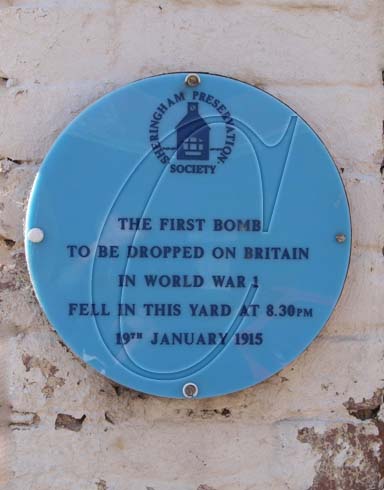 SHERINGHAM PRESERVATION
SOCIETY
THE FIRST BOMB
TO BE DROPPED ON BRITAIN
IN WORLD WAR 1
FELL IN THIS YARD AT 8.30PM
19TH JANUARY 1915